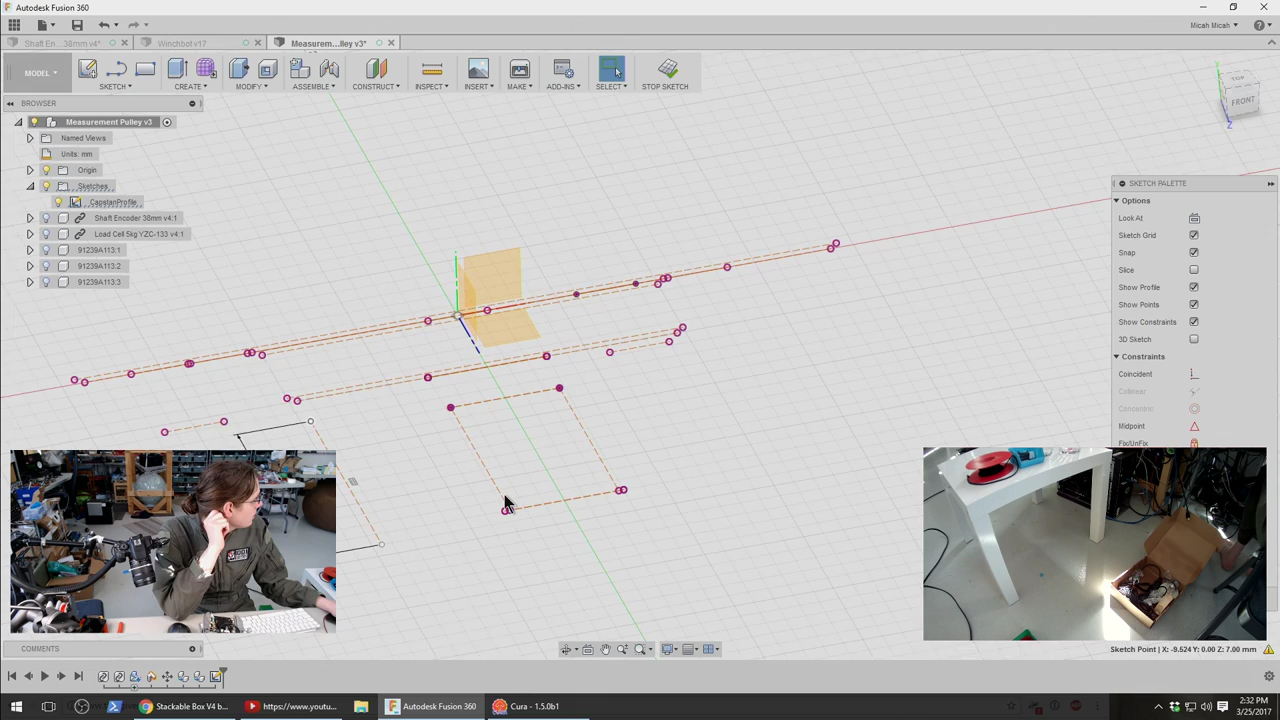 Autodesk Fusion 360
Micah Micah
Shaft En...38mm v4*
Winchbot v17
Measurem...lley v3*
MODEL
SKETCH
CREATE
MODIFY
ASSEMBLE
CONSTRUCT
INSPECT
INSERT
MAKE
ADD-INS
SELECT
STOP SKETCH
TOP
FRONT
Y
Z
BROWSER
Measurement Pulley v3
Named Views
Units: mm
Origin
Sketches
CapstanProfile
Shaft Encoder 38mm v4:1
Load Cell 5kg YZC-133 v4:1
91239A113:1
91239A113:2
91239A113:3
SKETCH PALETTE
Options
Look At
Sketch Grid
Snap
Slice
Show Profile
Show Points
Show Constraints
3D Sketch
Constraints
Coincident
Collinear
Concentric
Midpoint
Fix/UnFix
COMMENTS
Sketch Point | X: -9.524 Y: 0.00 Z: 7.00 mm
Stackable Box V4 b...
https://www.youtu...
Autodesk Fusion 360
Cura - 1.5.0b1
2:32 PM
3/25/2017